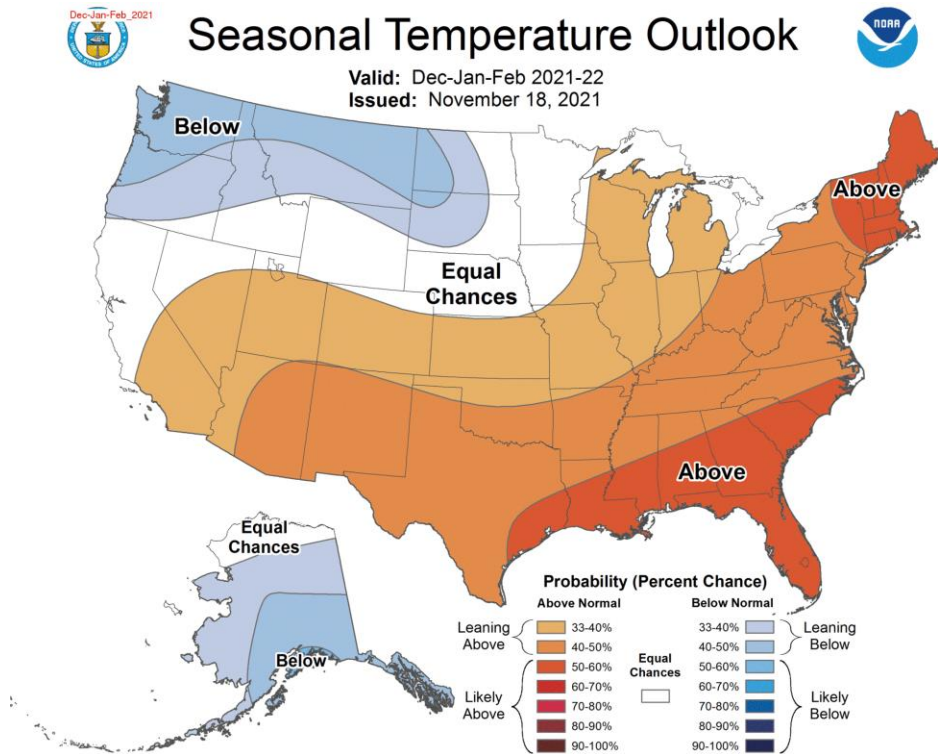 Dec-Jan-Feb_2021
Seasonal Temperature Outlook
NOAA
Valid: Dec-Jan-Feb 2021-22
Issued: November 18, 2021
Below
Above
Equal
Chances
Above
Equal
Chances
Below
Probability (Percent Chance)
Above Normal
Below Normal
Leaning
Above
33-40%
40-50%
Likely
Above
50-60%
60-70%
70-80%
80-90%
90-100%
Equal
Chances
33-40%
40-50%
Leaning
Below
50-60%
60-70%
70-80%
80-90%
90-100%
Likely
Below